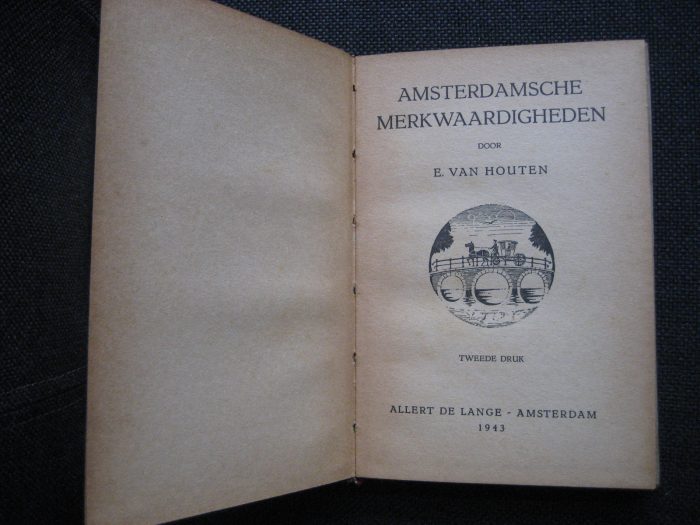 AMSTERDAMSCHE
MERKWAARDIGHEDEN
DOOR
E. VAN HOUTEN
TWEEDE DRUK
ALLERT DE LANGE - AMSTERDAM
1943